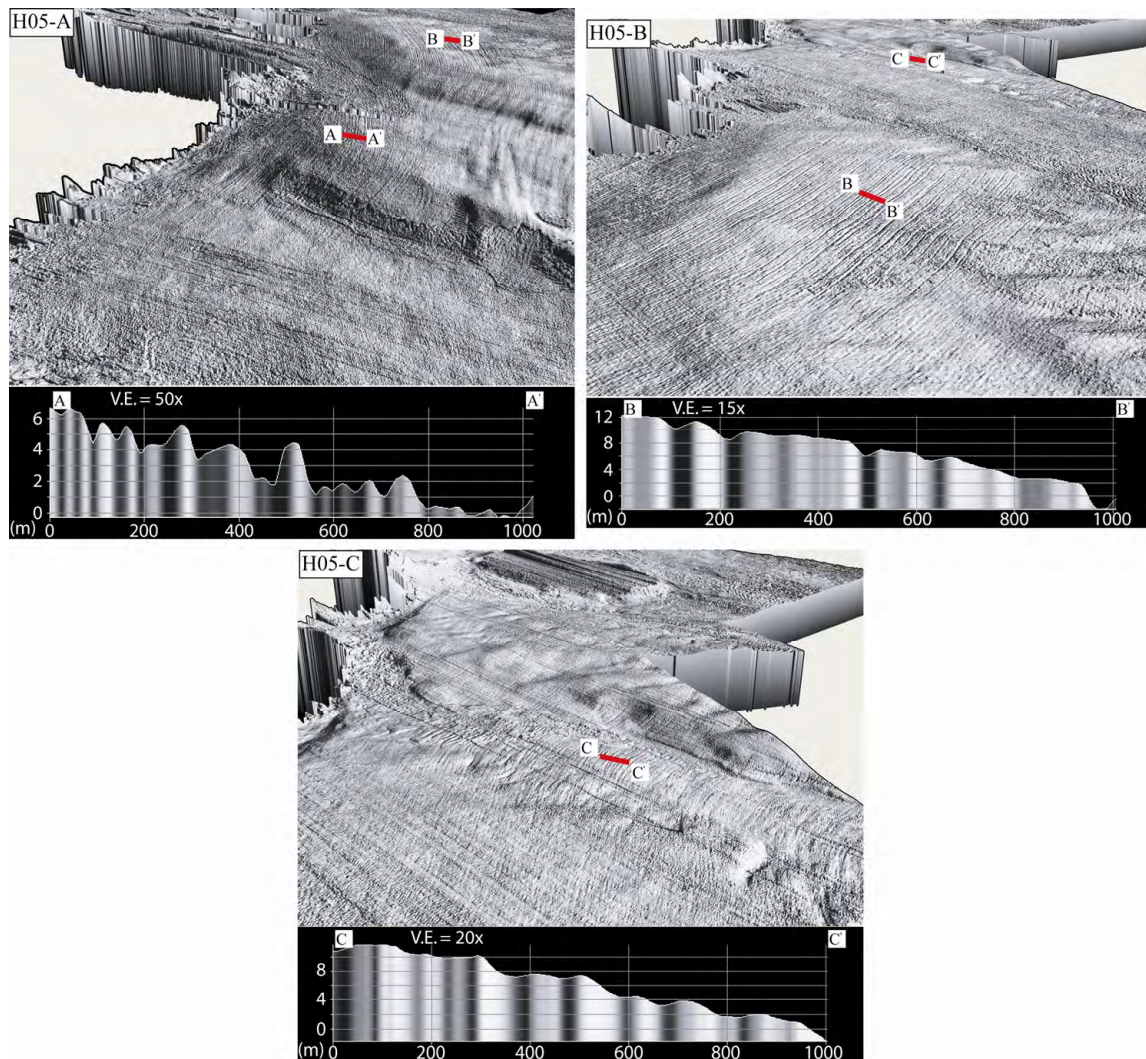 H05-A
B B'
A A'
A V.E. = 50x A'
6
4
2
0
(m) 0 200 400 600 800 1000
H05-B
C C'
B B'
B V.E. = 15x B'
12
8
4
0
(m) 0 200 400 600 800 1000
H05-C
C C'
C V.E. = 20x C'
8
4
0
(m) 0 200 400 600 800 1000